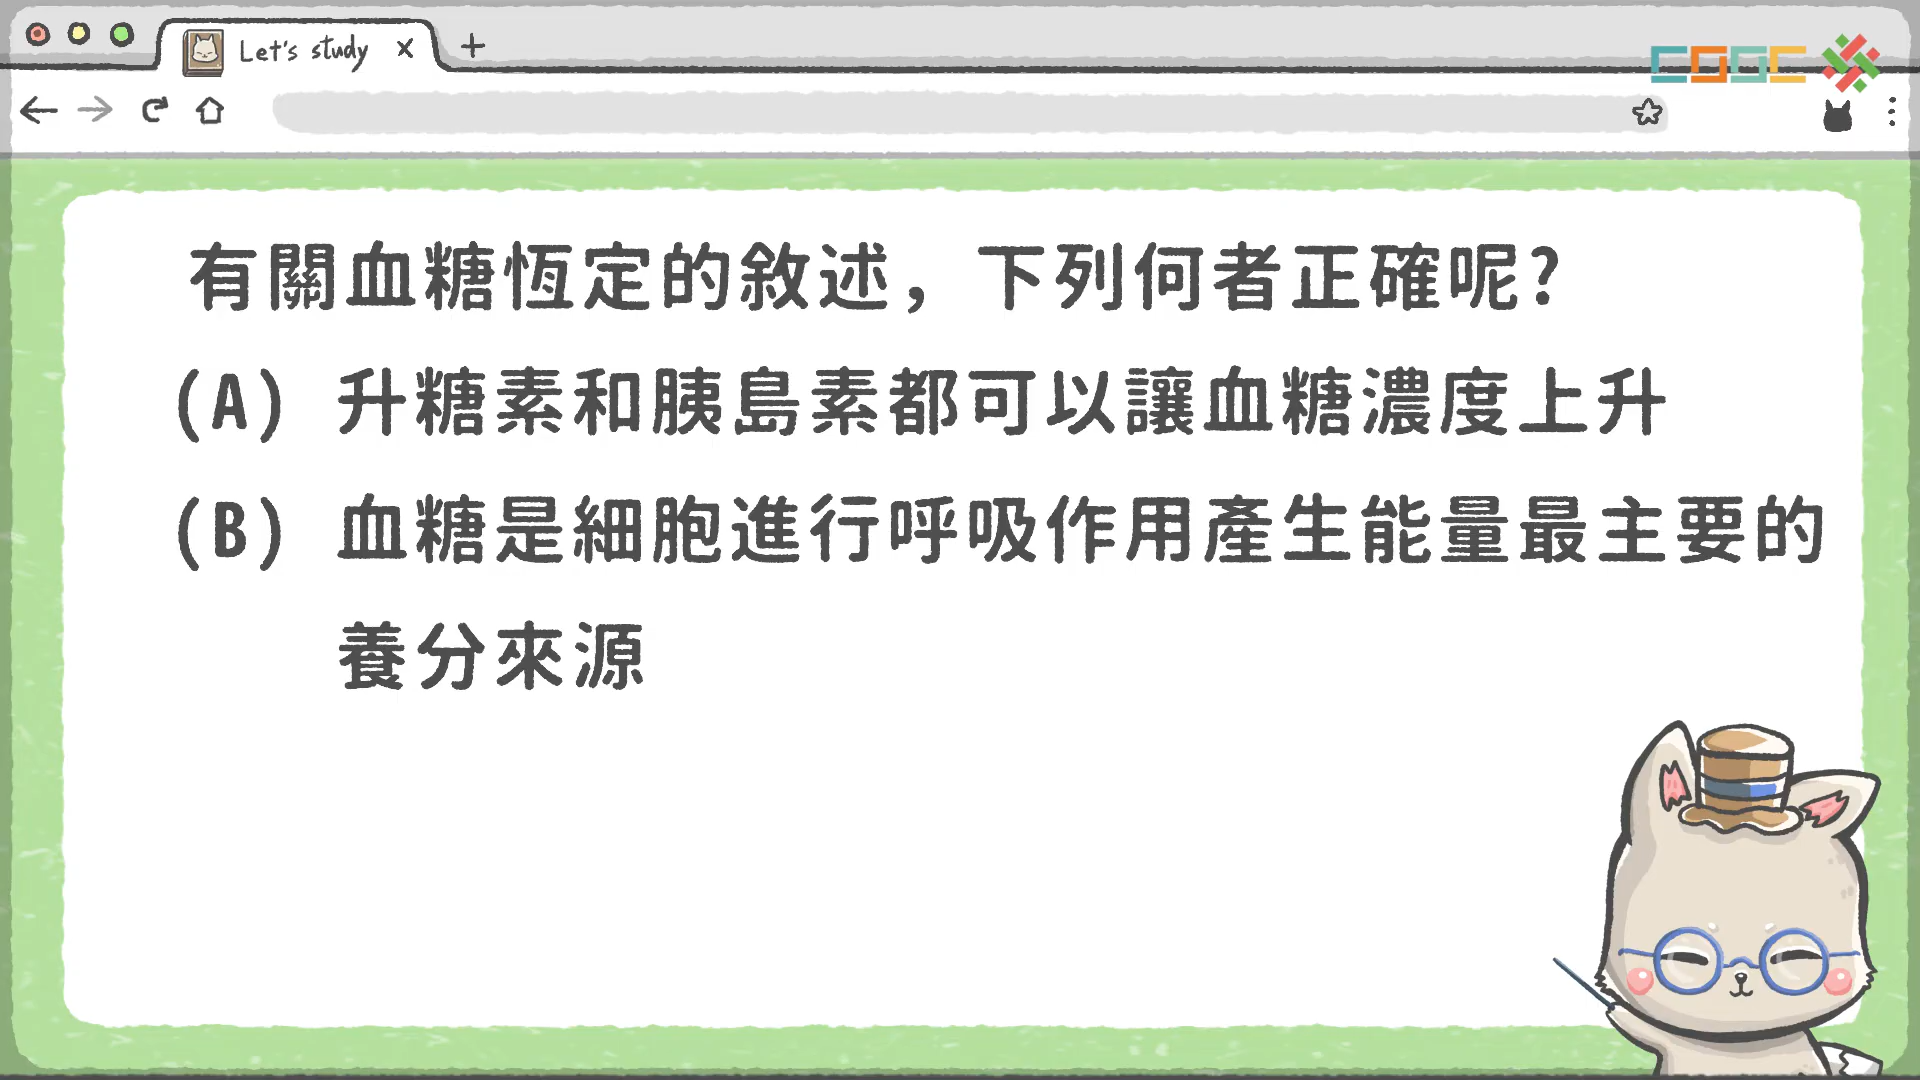 Let's study
CGGC
有關血糖恆定的敘述，下列何者正確呢?
(A) 升糖素和胰島素都可以讓血糖濃度上升
(B) 血糖是細胞進行呼吸作用產生能量最主要的
養分來源